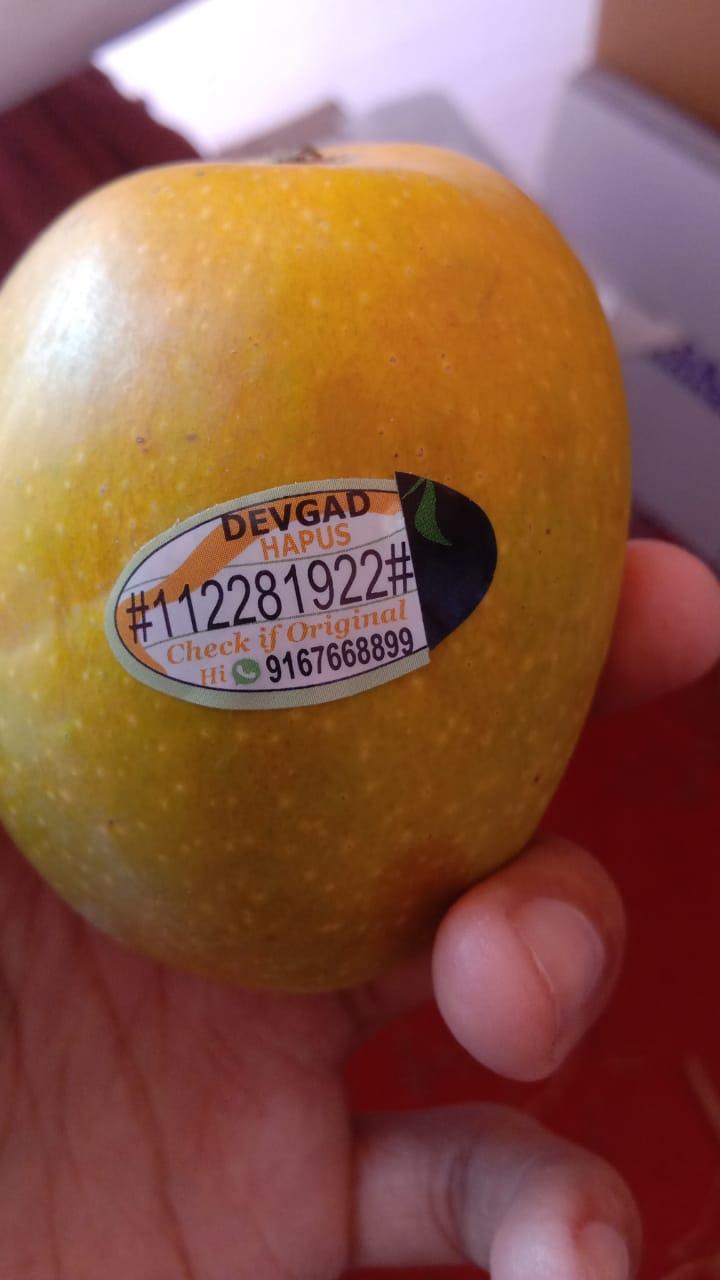 DEVGAD
HAPUS
#112281922#
Check if Original
Hi 9167668899